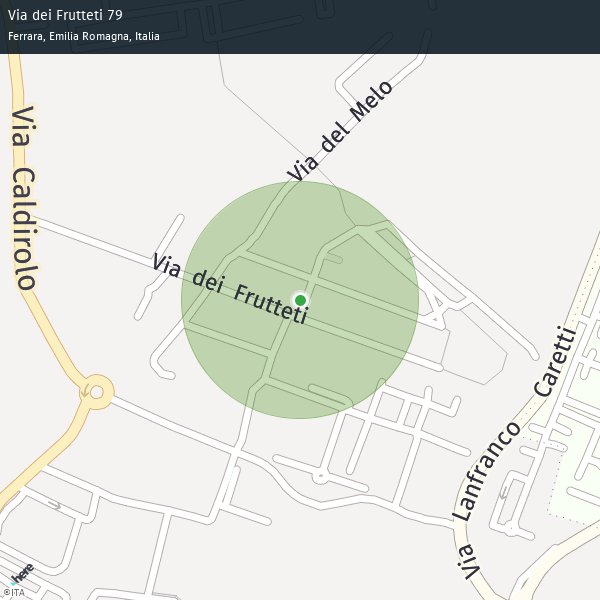 Via dei Frutteti 79
Ferrara, Emilia Romagna, Italia
Via del Melo
Via Caldirolo
Via dei Frutteti
Via Lanfranco Caretti
here
©ITA